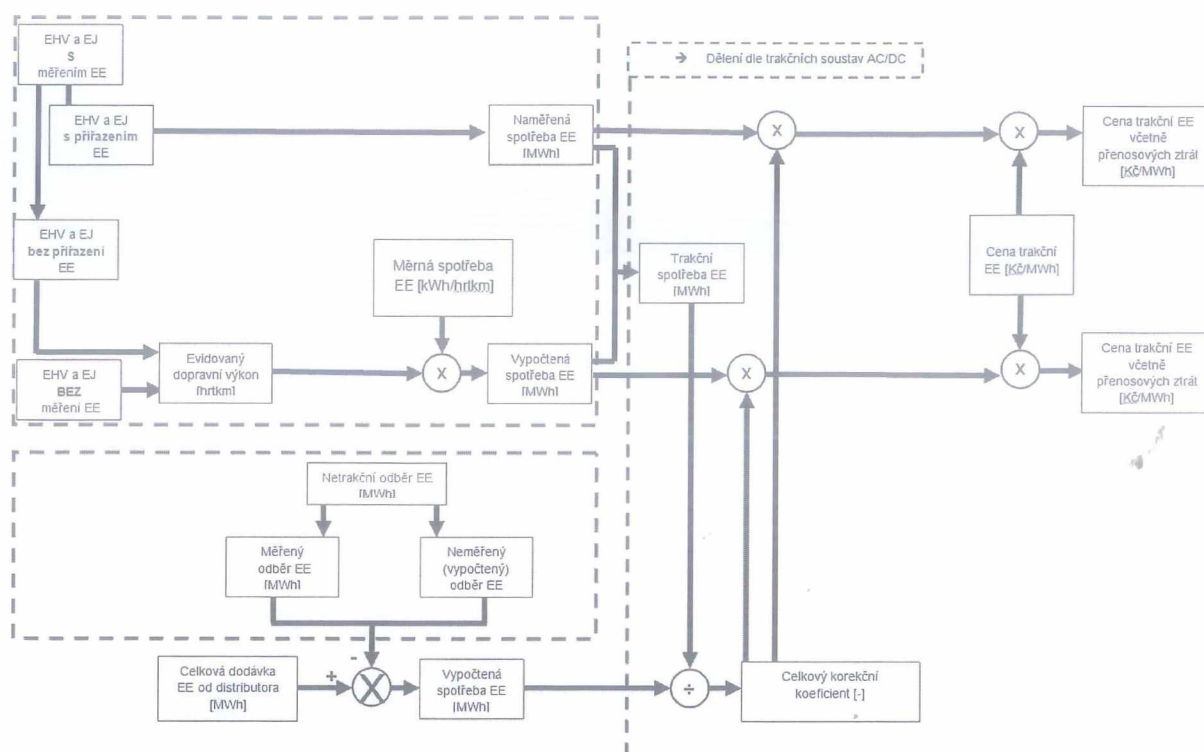 EHV a EJ
S
měřením EE
→ Dělení dle trakčních soustav AC/DC
EHV a EJ
s přiřazením
EE
Naměřená
spotřeba EE
[MWh]
X
X
Cena trakční EE
včetně
přenosových ztrát
[Kč/MWh]
EHV a EJ
bez přiřazení
EE
Měrná spotřeba
EE [kWh/hrtkm]
Trakční
spotřeba EE
[MWh]
Cena trakční
EE [Kč/MWh]
EHV a EJ
BEZ
měření EE
Evidovaný
dopravní výkon
[hrtkm]
X
Vypočtená
spotřeba EE
[MWh]
X
X
Cena trakční EE
včetně
přenosových ztrát
[Kč/MWh]
Netrakční odběr EE
[MWh]
Měřený
odběr EE
[MWh]
Neměřený
(vypočtený)
odběr EE
Celková dodávka
EE od distributora
[MWh]
+
-
X
Vypočtená
spotřeba EE
[MWh]
÷
Celkový korekční
koeficient [-]